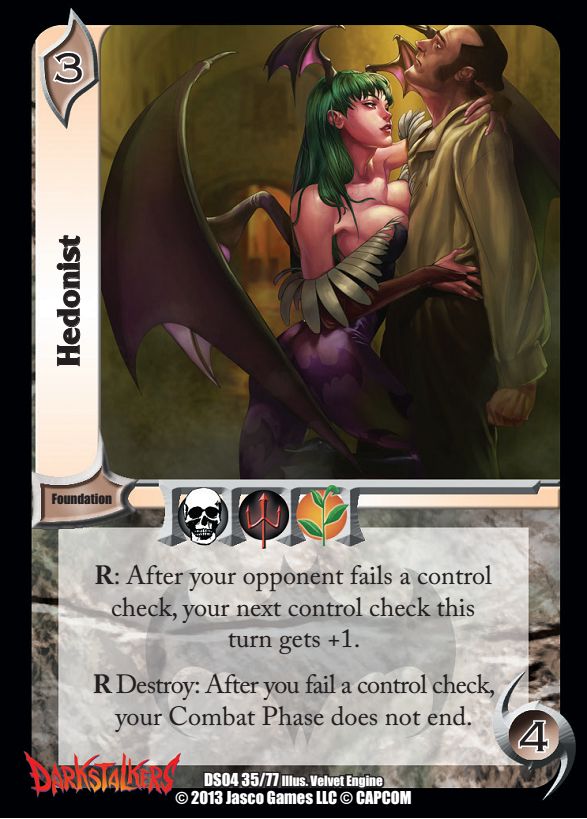 3
Hedonist
Foundation
R: After your opponent fails a control
check, your next control check this
turn gets +1.
R Destroy: After you fail a control check,
your Combat Phase does not end.
4
DARKSTALKERS
DS04 35/77 Illus. Velvet Engine
© 2013 Jasco Games LLC © CAPCOM